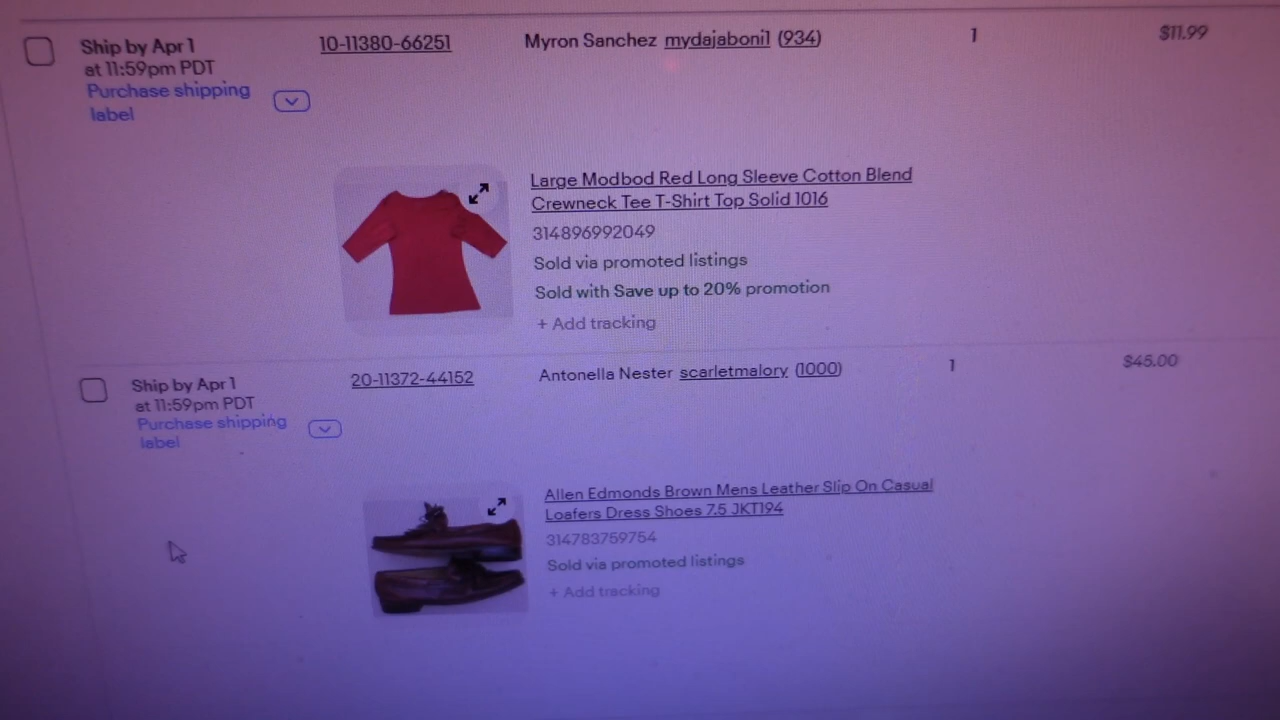 Ship by Apr 1
at 11:59pm PDT
Purchase shipping
label
10-11380-66251
Myron Sanchez mydajaboni1 (934)
1
$11.99
Large Modbod Red Long Sleeve Cotton Blend
Crewneck Tee T-Shirt Top Solid 1016
314896992049
Sold via promoted listings
Sold with Save up to 20% promotion
+ Add tracking
Ship by Apr 1
at 11:59pm PDT
Purchase shipping
label
20-11372-44152
Antonella Nester scarletmalory (1000)
1
$45.00
Allen Edmonds Brown Mens Leather Slip On Casual
Loafers Dress Shoes 7.5 JKT194
314783759754
Sold via promoted listings
+ Add tracking